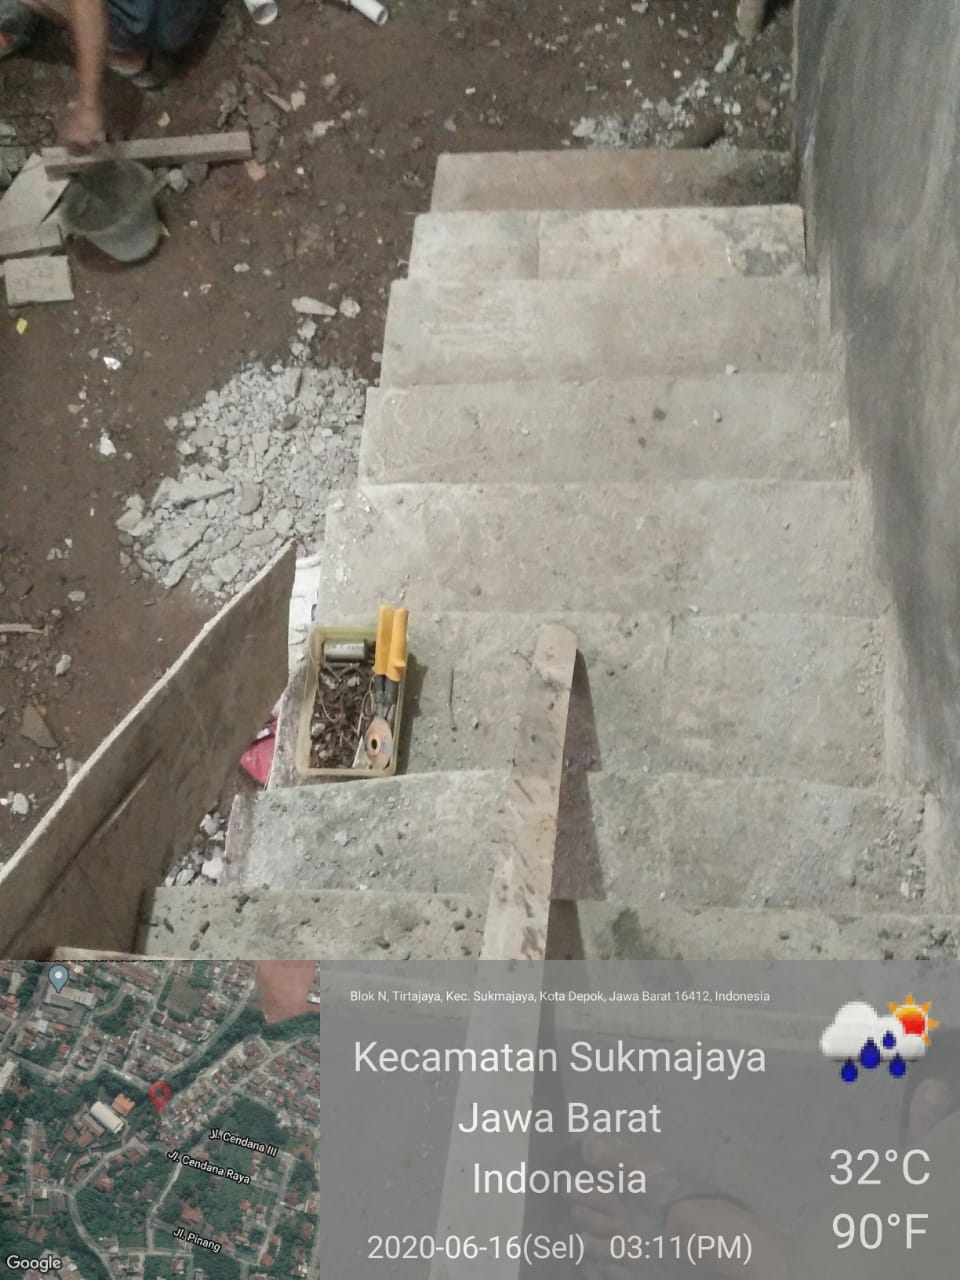 Blok N, Tirtajaya, Kec. Sukmajaya, Kota Depok, Jawa Barat 16412, Indonesia
Kecamatan Sukmajaya
Jawa Barat
Indonesia
2020-06-16(Sel) 03:11(PM)
32°C
90°F
Jl. Cendana III
Jl. Cendana Raya
Jl. Pinang
Google